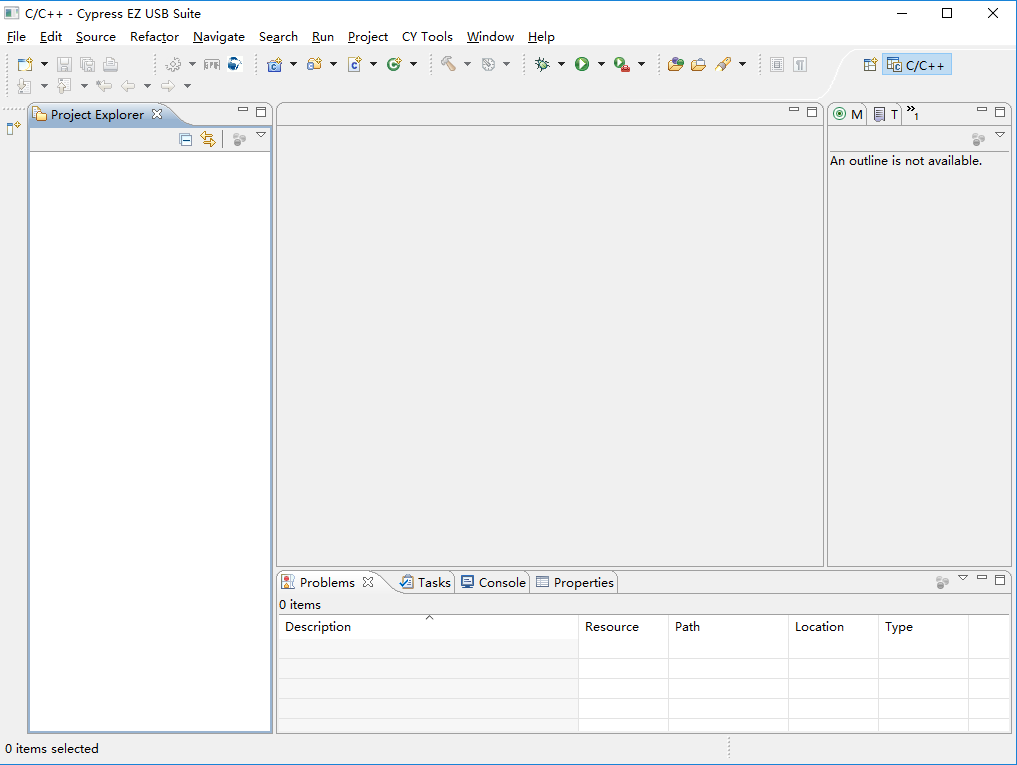 C/C++ - Cypress EZ USB Suite
File Edit Source Refactor Navigate Search Run Project CY Tools Window Help
C/C++
Project Explorer
M T 1
An outline is not available.
Problems Tasks Console Properties
0 items
Description Resource Path Location Type
0 items selected